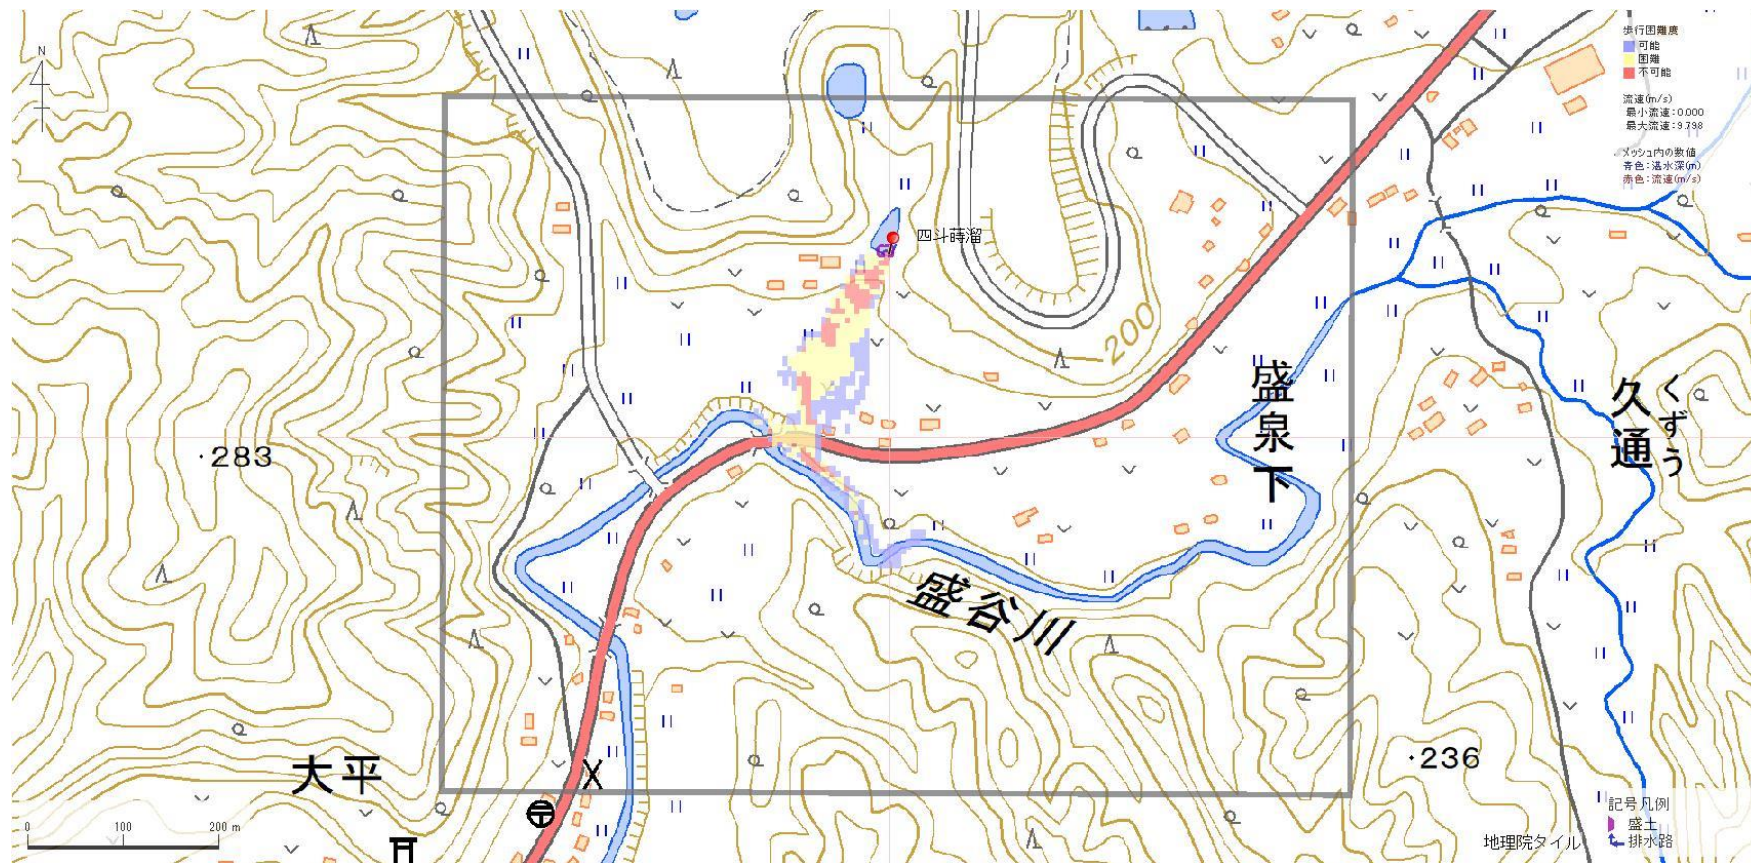 N
歩行困難度
可能
困難
不可能
流速(m/s)
最小流速:0.000
最大流速:9.798
メッシュ内の数値
青色:湛水深(m)
赤色:流速(m/s)
四斗蒔溜
200
盛泉下
久通
くずう
283
盛谷川
236
大平
記号凡例
盛土
排水路
地理院タイル
0 100 200 m